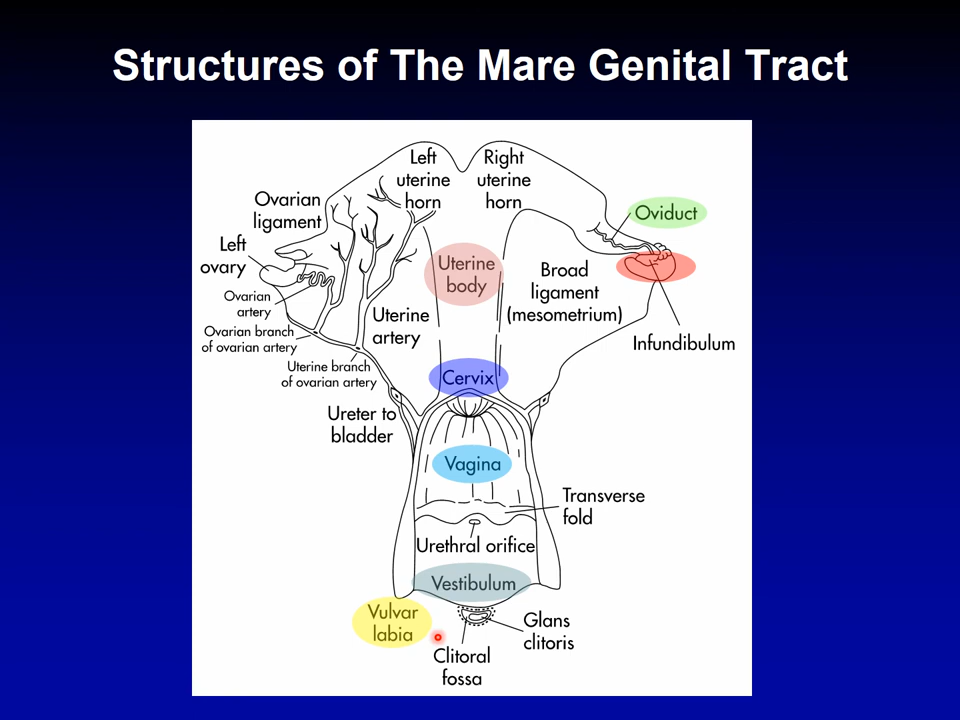 Structures of The Mare Genital Tract
Left
uterine
horn
Right
uterine
horn
Ovarian
ligament
Oviduct
Left
ovary
Uterine
body
Broad
ligament
(mesometrium)
Ovarian
artery
Uterine
artery
Ovarian branch
of ovarian artery
Infundibulum
Uterine branch
of ovarian artery
Cervix
Ureter to
bladder
Vagina
Transverse
fold
Urethral orifice
Vestibulum
Vulvar
labia
Glans
clitoris
Clitoral
fossa